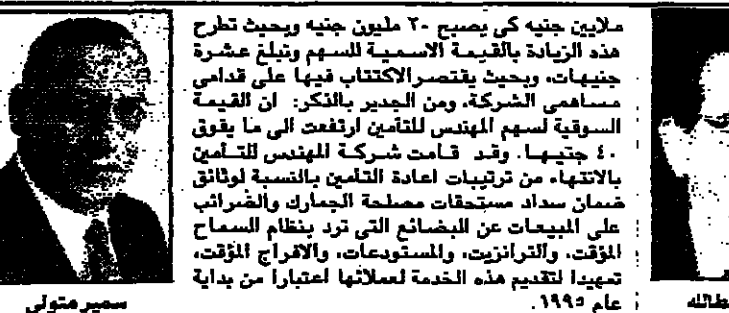 ملايين جنيه كى يصبح ٢٠ مليون جنيه وبحيث تطرح
هذه الزيادة بالقيمة الاسمية للسهم وتبلغ عشرة
جنيهات، وبحيث يقتصر الاكتتاب فيها على قدامى
مساهمى الشركة، ومن الجدير بالذكر: ان القيمة
السوقية لسهم المهندس للتأمين ارتفعت الى ما يفوق
٤٠ جنيها. وقد قامت شركة المهندس للتأمين
بالانتهاء من ترتيبات اعادة التأمين بالنسبة لوثائق
ضمان سداد مستحقات مصلحة الجمارك والضرائب
على المبيعات عن البضائع التى ترد بنظام السماح
المؤقت، والترانزيت، والمستودعات، والافراج المؤقت،
تمهيدا لتقديم هذه الخدمة لعملائها اعتبارا من بداية
عام ١٩٩٥.
سمير متولى